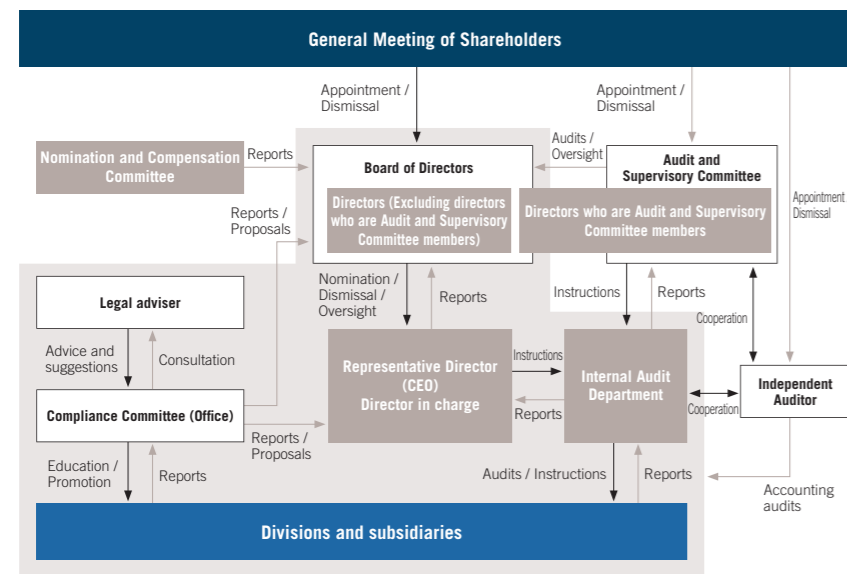 General Meeting of Shareholders
Appointment /
Dismissal
Appointment /
Dismissal
Appointment
Dismissal
Nomination and Compensation
Committee
Reports
Board of Directors
Audits /
Oversight
Audit and
Supervisory Committee
Directors (Excluding directors
who are Audit and Supervisory
Committee members)
Directors who are Audit and Supervisory
Committee members
Reports /
Proposals
Nomination /
Dismissal /
Oversight
Reports
Instructions
Reports
Cooperation
Legal adviser
Advice and
suggestions
Consultation
Representative Director
(CEO)
Director in charge
Instructions
Reports
Internal Audit
Department
Cooperation
Independent
Auditor
Compliance Committee (Office)
Reports /
Proposals
Education /
Promotion
Reports
Audits / Instructions
Reports
Accounting
audits
Divisions and subsidiaries